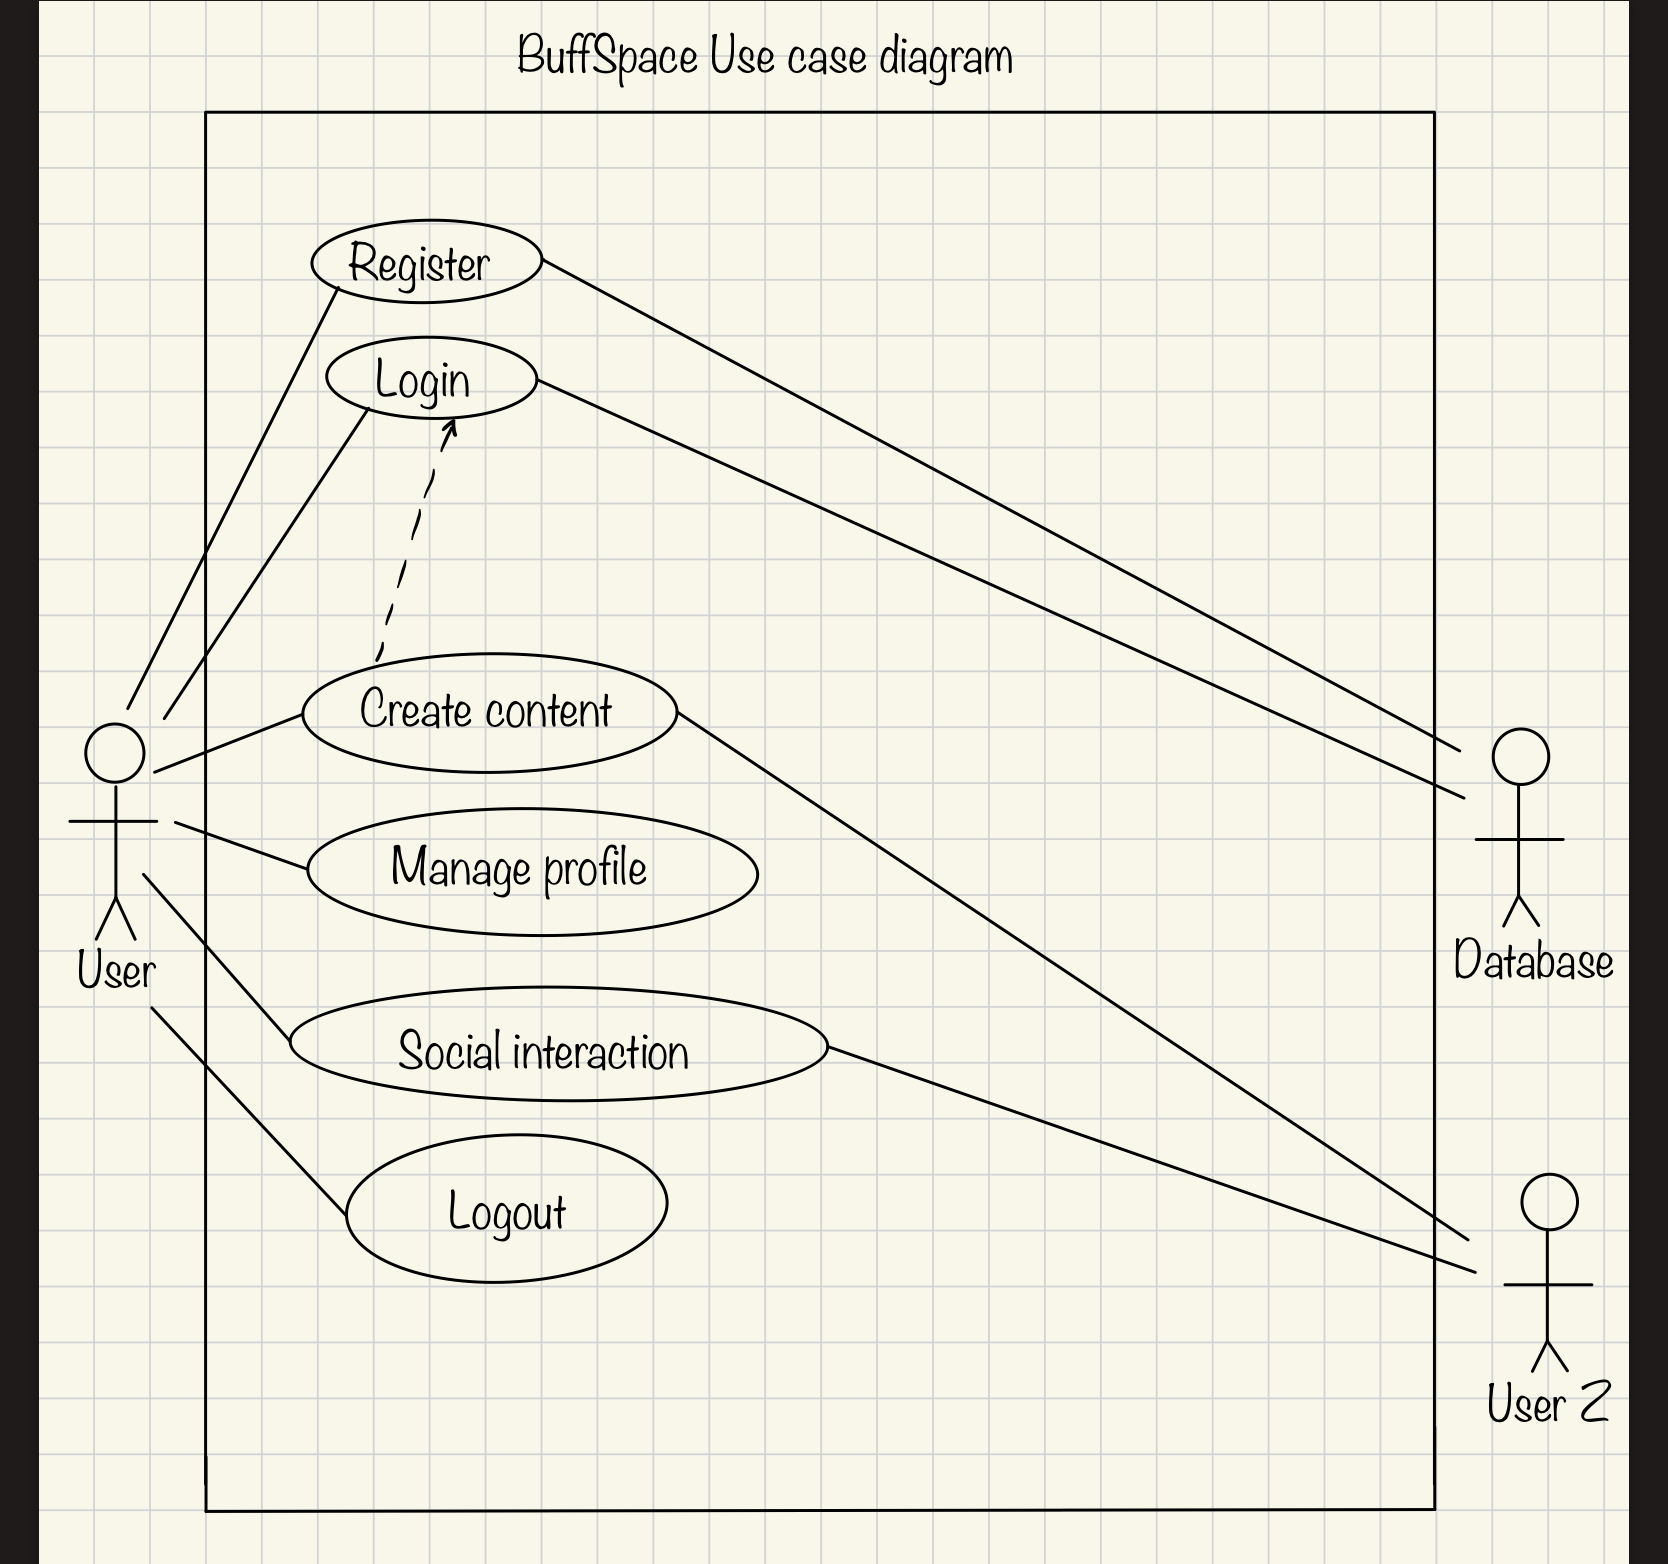 BuffSpace Use case diagram
Register
Login
Create content
Manage profile
User
Database
Social interaction
Logout
User 2